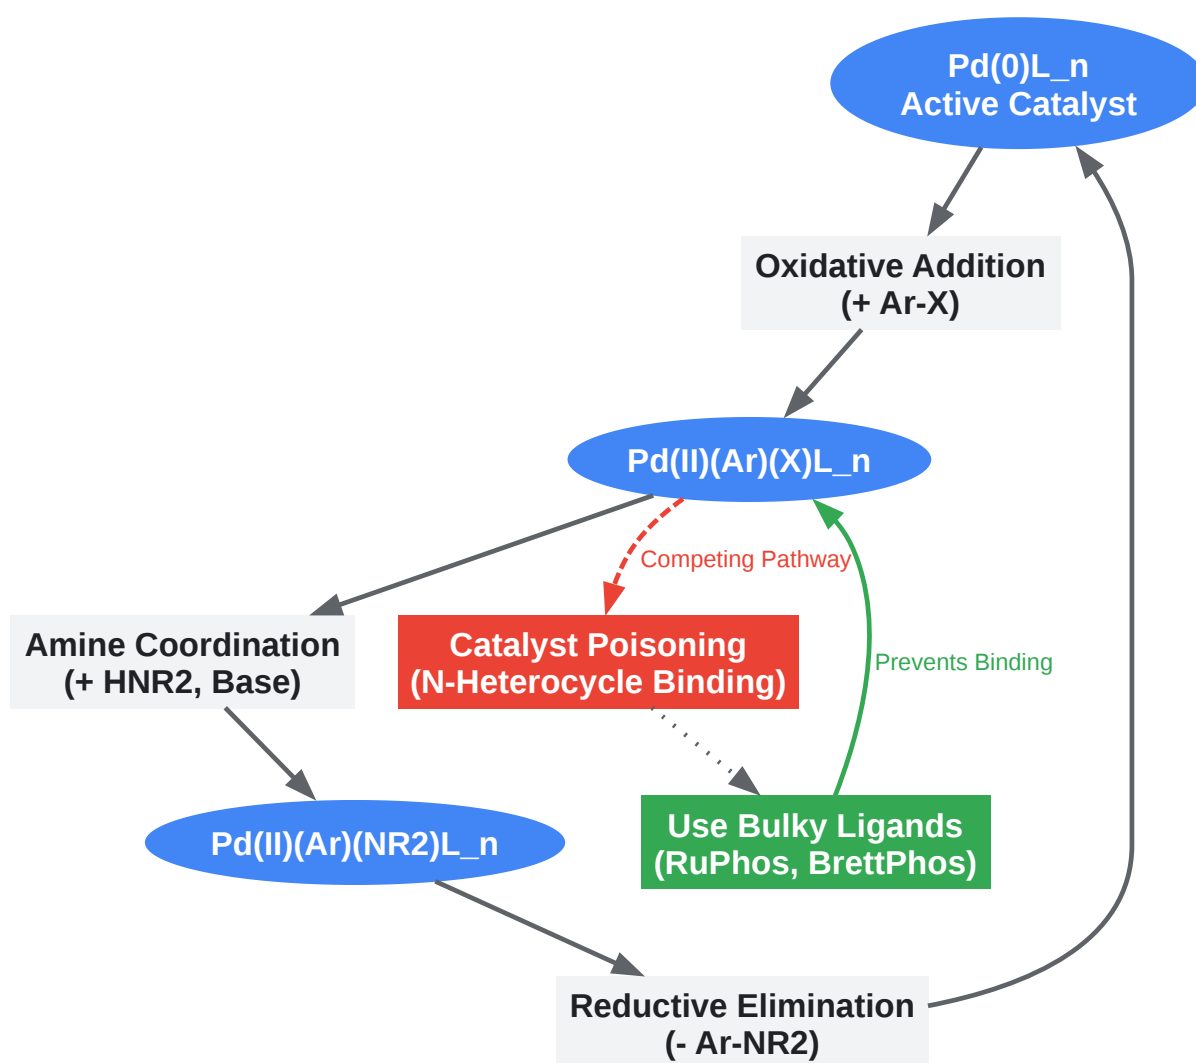 Pd(0)L_n
Active Catalyst
Oxidative Addition
(+ Ar-X)
Pd(II)(Ar)(X)L_n
Competing Pathway
Amine Coordination
(+ HNR2, Base)
Catalyst Poisoning
(N-Heterocycle Binding)
Prevents Binding
Pd(II)(Ar)(NR2)L_n
Use Bulky Ligands
(RuPhos, BrettPhos)
Reductive Elimination
(- Ar-NR2)